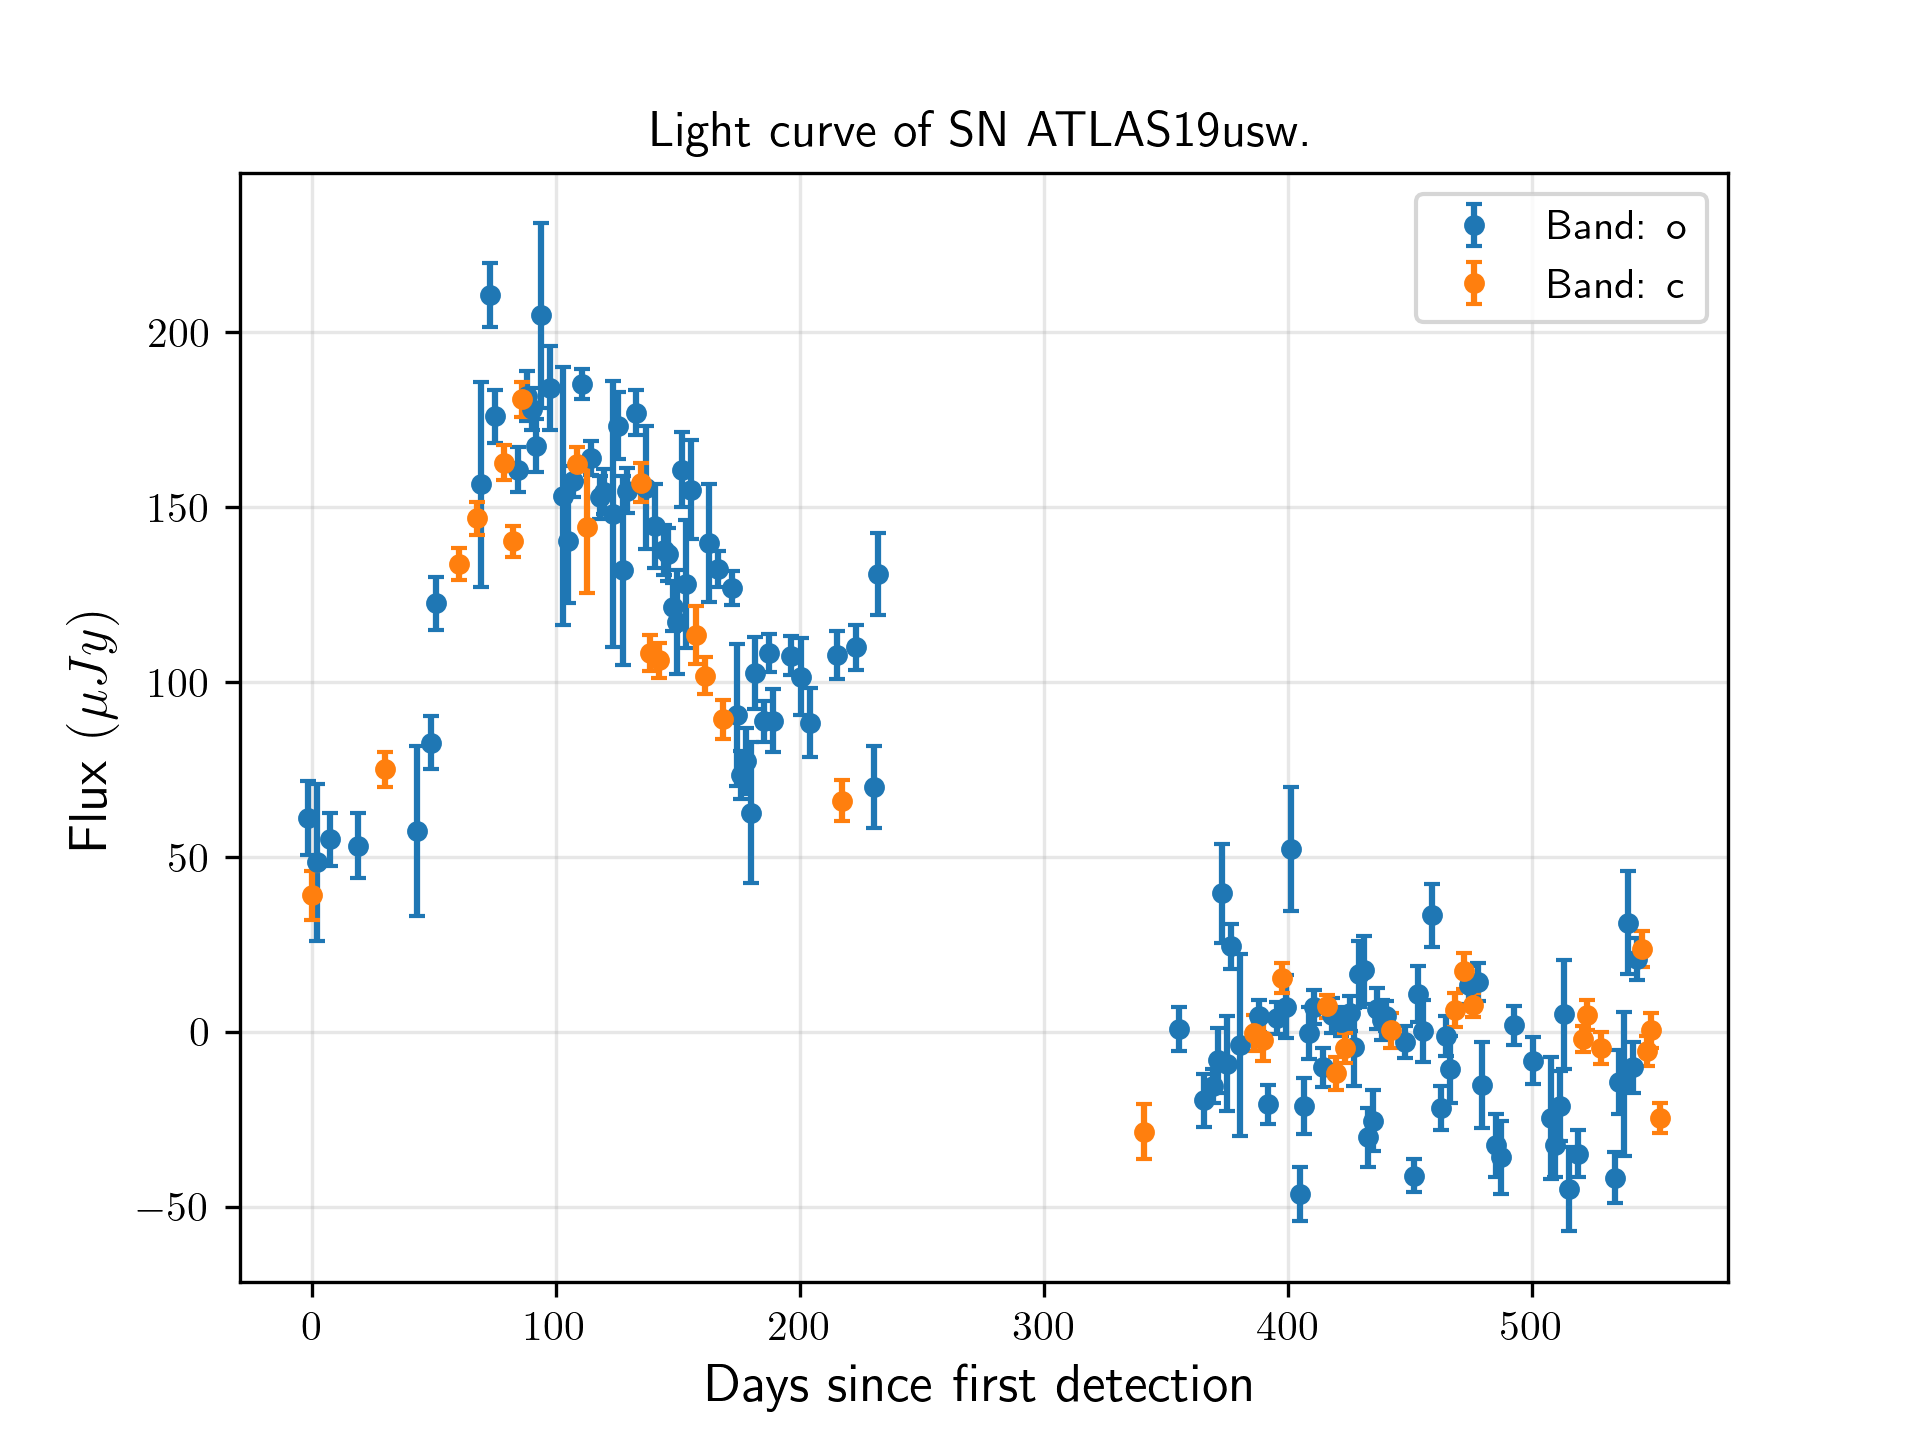 Light curve of SN ATLAS19usw.
Band: o
Band: c
200
150
100
50
0
−50
Flux (μJy)
0 100 200 300 400 500
Days since first detection